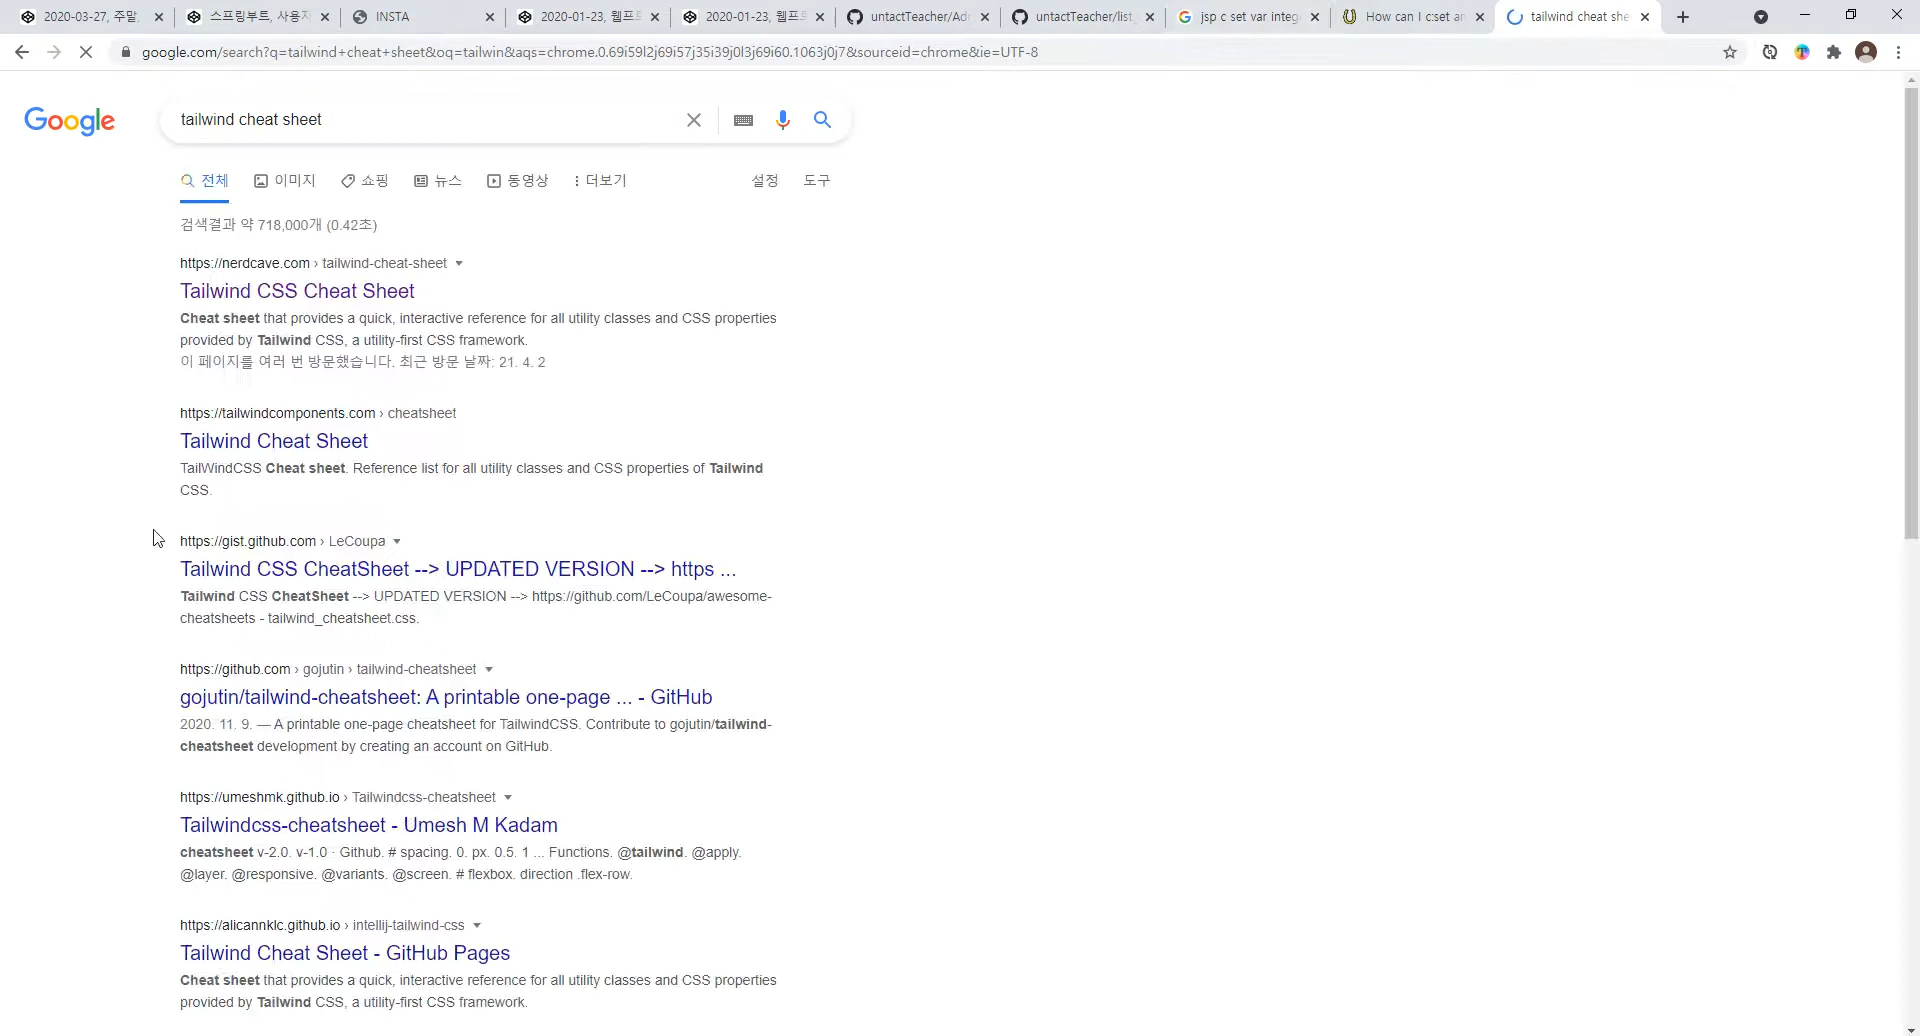 2020-03-27, 주말,
스프링부트, 사용자
INSTA
2020-01-23, 웹프로
2020-01-23, 웹프로
untactTeacher/Adr
untactTeacher/list.
jsp c set var intege
How can I c:set an
tailwind cheat she
google.com/search?q=tailwind+cheat+sheet&oq=tailwin&aqs=chrome.0.69i59l2j69i57j35i39j0l3j69i60.1063j0j7&sourceid=chrome&ie=UTF-8
Google
tailwind cheat sheet
전체 이미지 쇼핑 뉴스 동영상 더보기 설정 도구
검색결과 약 718,000개 (0.42초)
https://nerdcave.com › tailwind-cheat-sheet
Tailwind CSS Cheat Sheet
Cheat sheet that provides a quick, interactive reference for all utility classes and CSS properties
provided by Tailwind CSS, a utility-first CSS framework.
이 페이지를 여러 번 방문했습니다. 최근 방문 날짜: 21. 4. 2
https://tailwindcomponents.com › cheatsheet
Tailwind Cheat Sheet
TailWindCSS Cheat sheet. Reference list for all utility classes and CSS properties of Tailwind
CSS.
https://gist.github.com › LeCoupa
Tailwind CSS CheatSheet --> UPDATED VERSION --> https ...
Tailwind CSS CheatSheet --> UPDATED VERSION --> https://github.com/LeCoupa/awesome-
cheatsheets - tailwind_cheatsheet.css.
https://github.com › gojutin › tailwind-cheatsheet
gojutin/tailwind-cheatsheet: A printable one-page ... - GitHub
2020. 11. 9. — A printable one-page cheatsheet for TailwindCSS. Contribute to gojutin/tailwind-
cheatsheet development by creating an account on GitHub.
https://umeshmk.github.io › Tailwindcss-cheatsheet
Tailwindcss-cheatsheet - Umesh M Kadam
cheatsheet v-2.0. v-1.0 · Github. # spacing. 0. px. 0.5. 1 ... Functions. @tailwind. @apply.
@layer. @responsive. @variants. @screen. # flexbox. direction .flex-row.
https://alicannklc.github.io › intellij-tailwind-css
Tailwind Cheat Sheet - GitHub Pages
Cheat sheet that provides a quick, interactive reference for all utility classes and CSS properties
provided by Tailwind CSS, a utility-first CSS framework.